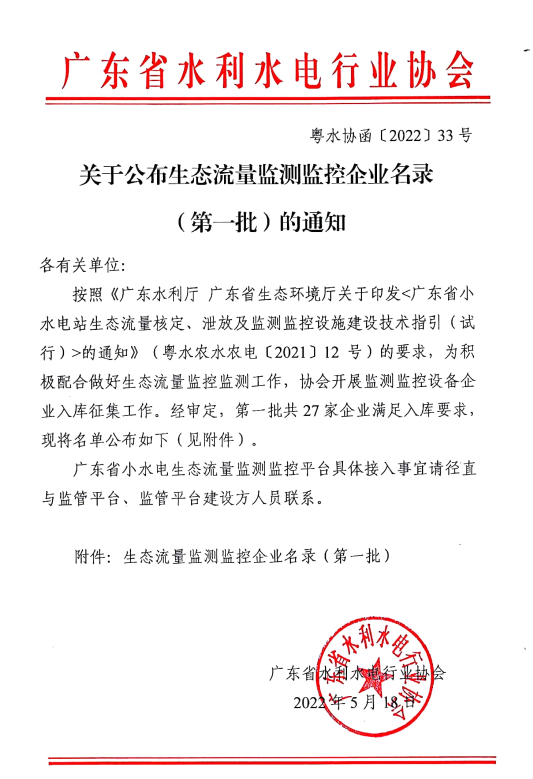 广东省水利水电行业协会
粤水协函〔2022〕33 号
关于公布生态流量监测监控企业名录
（第一批）的通知
各有关单位：
按照《广东水利厅 广东省生态环境厅关于印发<广东省小
水电站生态流量核定、泄放及监测监控设施建设技术指引（试
行）>的通知》（粤水农水农电〔2021〕12 号）的要求，为积
极配合做好生态流量监控监测工作，协会开展监测监控设备企
业入库征集工作。经审定，第一批共 27 家企业满足入库要求，
现将名单公布如下（见附件）。
广东省小水电生态流量监测监控平台具体接入事宜请径直
与监管平台、监管平台建设方人员联系。
附件：生态流量监测监控企业名录（第一批）
广东省水利水电行业协会
广东省水利水电行业协会
2022 年 5 月 18 日